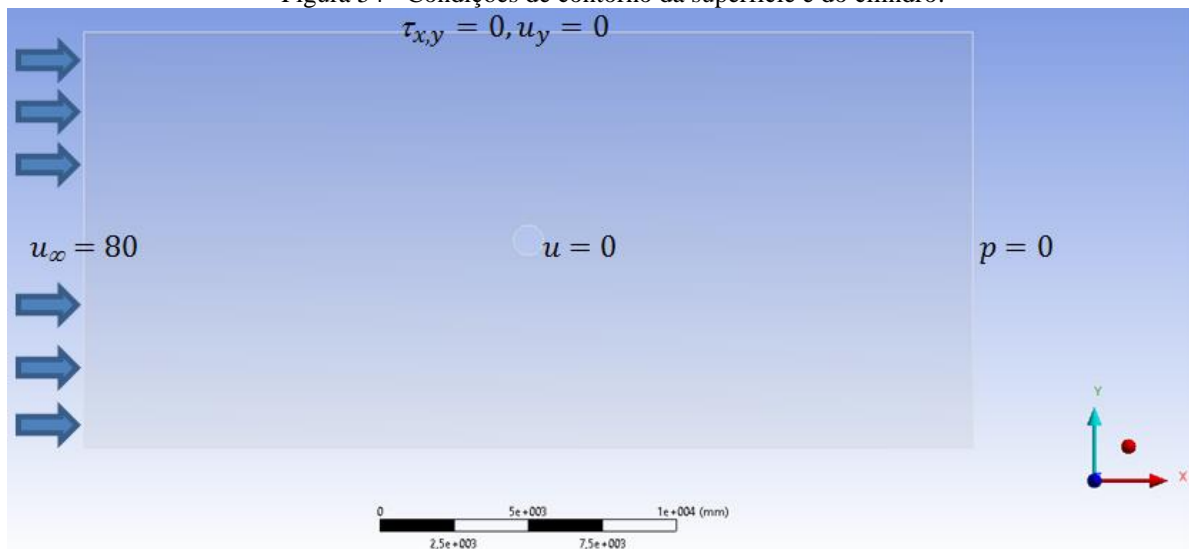 Figura 34 - Condições de contorno da superfície e do cilindro.
τx,y = 0, uy = 0
u∞ = 80
u = 0
p = 0
Y
X
0 5e+003 1e+004 (mm)
2,5e+003 7,5e+003